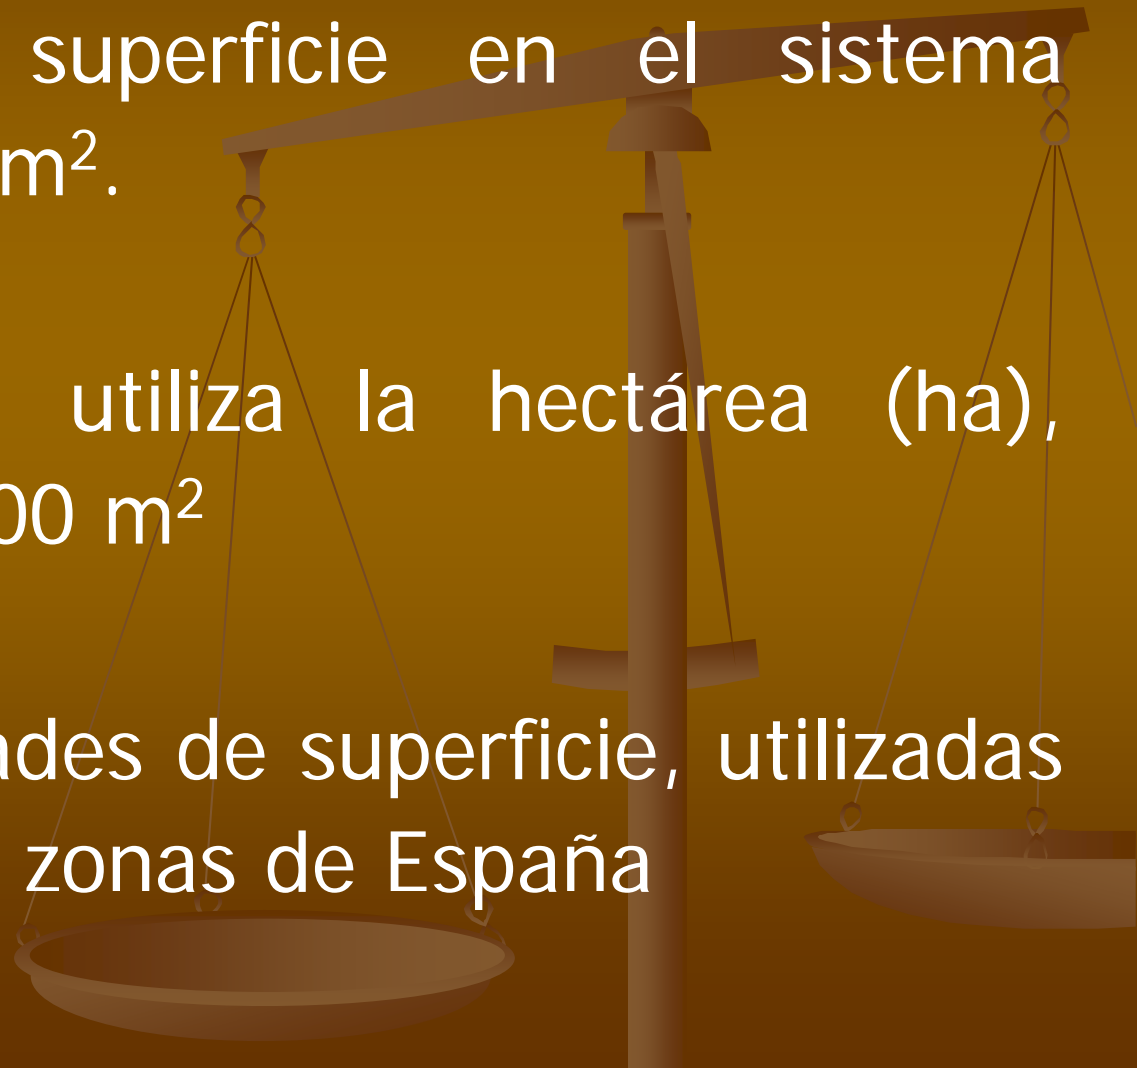 superficie en el sistema
m².
utiliza la hectárea (ha),
00 m²
ades de superficie, utilizadas
zonas de España